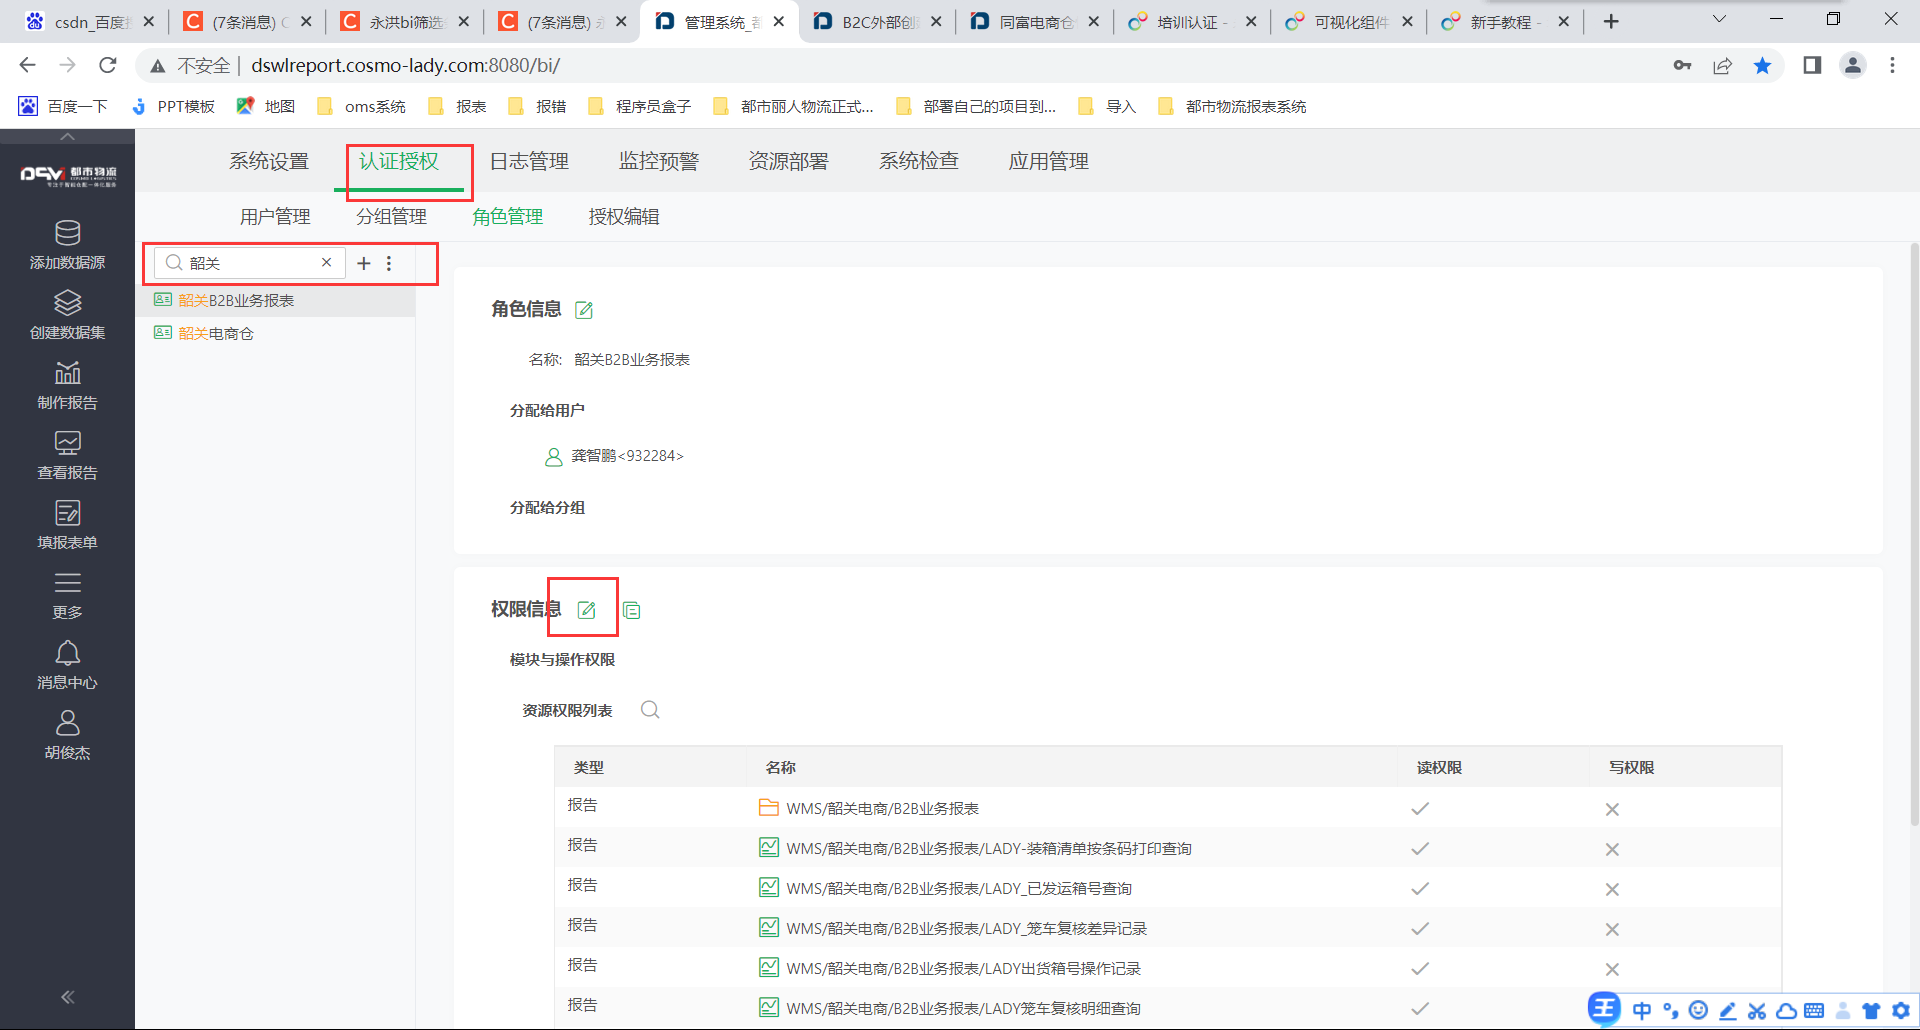 csdn_百度
(7条消息) C
永洪bi筛选
(7条消息) 永
管理系统_都
B2C外部创
同富电商仓
培训认证 -
可视化组件
新手教程 -
不安全 | dswlreport.cosmo-lady.com:8080/bi/
百度一下
PPT模板
地图
oms系统
报表
报错
程序员盒子
都市丽人物流正式...
部署自己的项目到...
导入
都市物流报表系统
都市物流
系统设置
认证授权
日志管理
监控预警
资源部署
系统检查
应用管理
用户管理
分组管理
角色管理
授权编辑
添加数据源
创建数据集
制作报告
查看报告
填报表单
更多
消息中心
胡俊杰
韶关
韶关B2B业务报表
韶关电商仓
角色信息
名称: 韶关B2B业务报表
分配给用户
龚智鹏<932284>
分配给分组
权限信息
模块与操作权限
资源权限列表
类型 名称 读权限 写权限
报告 WMS/韶关电商/B2B业务报表
报告 WMS/韶关电商/B2B业务报表/LADY-装箱清单按条码打印查询
报告 WMS/韶关电商/B2B业务报表/LADY_已发运箱号查询
报告 WMS/韶关电商/B2B业务报表/LADY_笼车复核差异记录
报告 WMS/韶关电商/B2B业务报表/LADY出货箱号操作记录
报告 WMS/韶关电商/B2B业务报表/LADY笼车复核明细查询
中